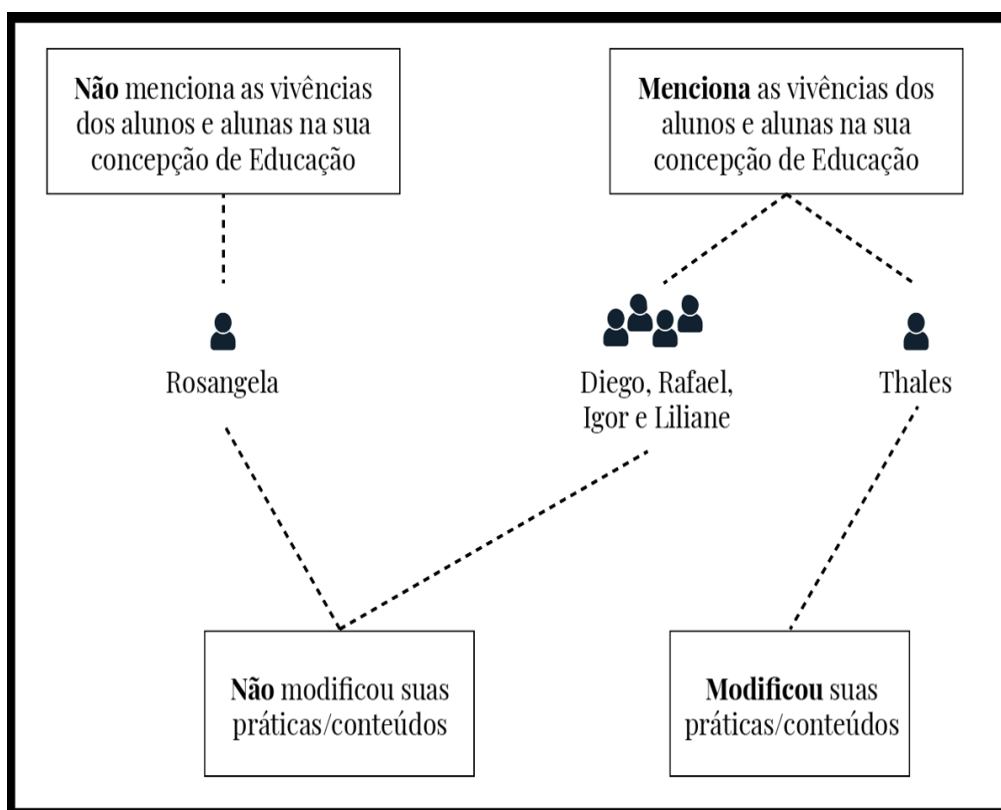 Não menciona as vivências
dos alunos e alunas na sua
concepção de Educação
Menciona as vivências dos
alunos e alunas na sua
concepção de Educação
Rosangela
Diego, Rafael,
Igor e Liliane
Thales
Não modificou suas
práticas/conteúdos
Modificou suas
práticas/conteúdos